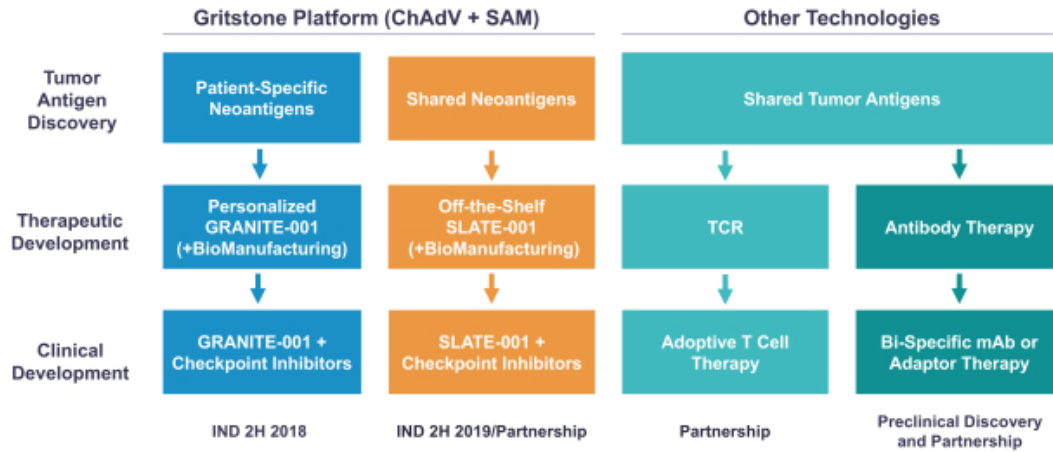 Gritstone Platform (ChAdV + SAM)
Other Technologies
Tumor
Antigen
Discovery
Patient-Specific
Neoantigens
Shared Neoantigens
Shared Tumor Antigens
Therapeutic
Development
Personalized
GRANITE-001
(+BioManufacturing)
Off-the-Shelf
SLATE-001
(+BioManufacturing)
TCR
Antibody Therapy
Clinical
Development
GRANITE-001 +
Checkpoint Inhibitors
SLATE-001 +
Checkpoint Inhibitors
Adoptive T Cell
Therapy
Bi-Specific mAb or
Adaptor Therapy
IND 2H 2018
IND 2H 2019/Partnership
Partnership
Preclinical Discovery
and Partnership